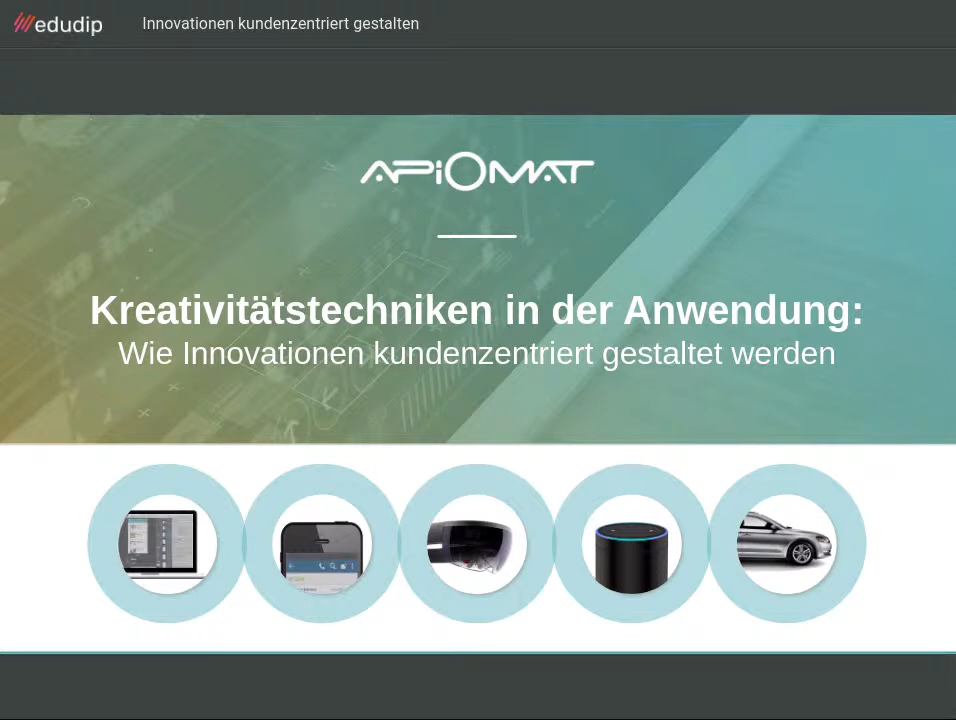 edudip
Innovationen kundenzentriert gestalten
APiOMAT
Kreativitätstechniken in der Anwendung:
Wie Innovationen kundenzentriert gestaltet werden